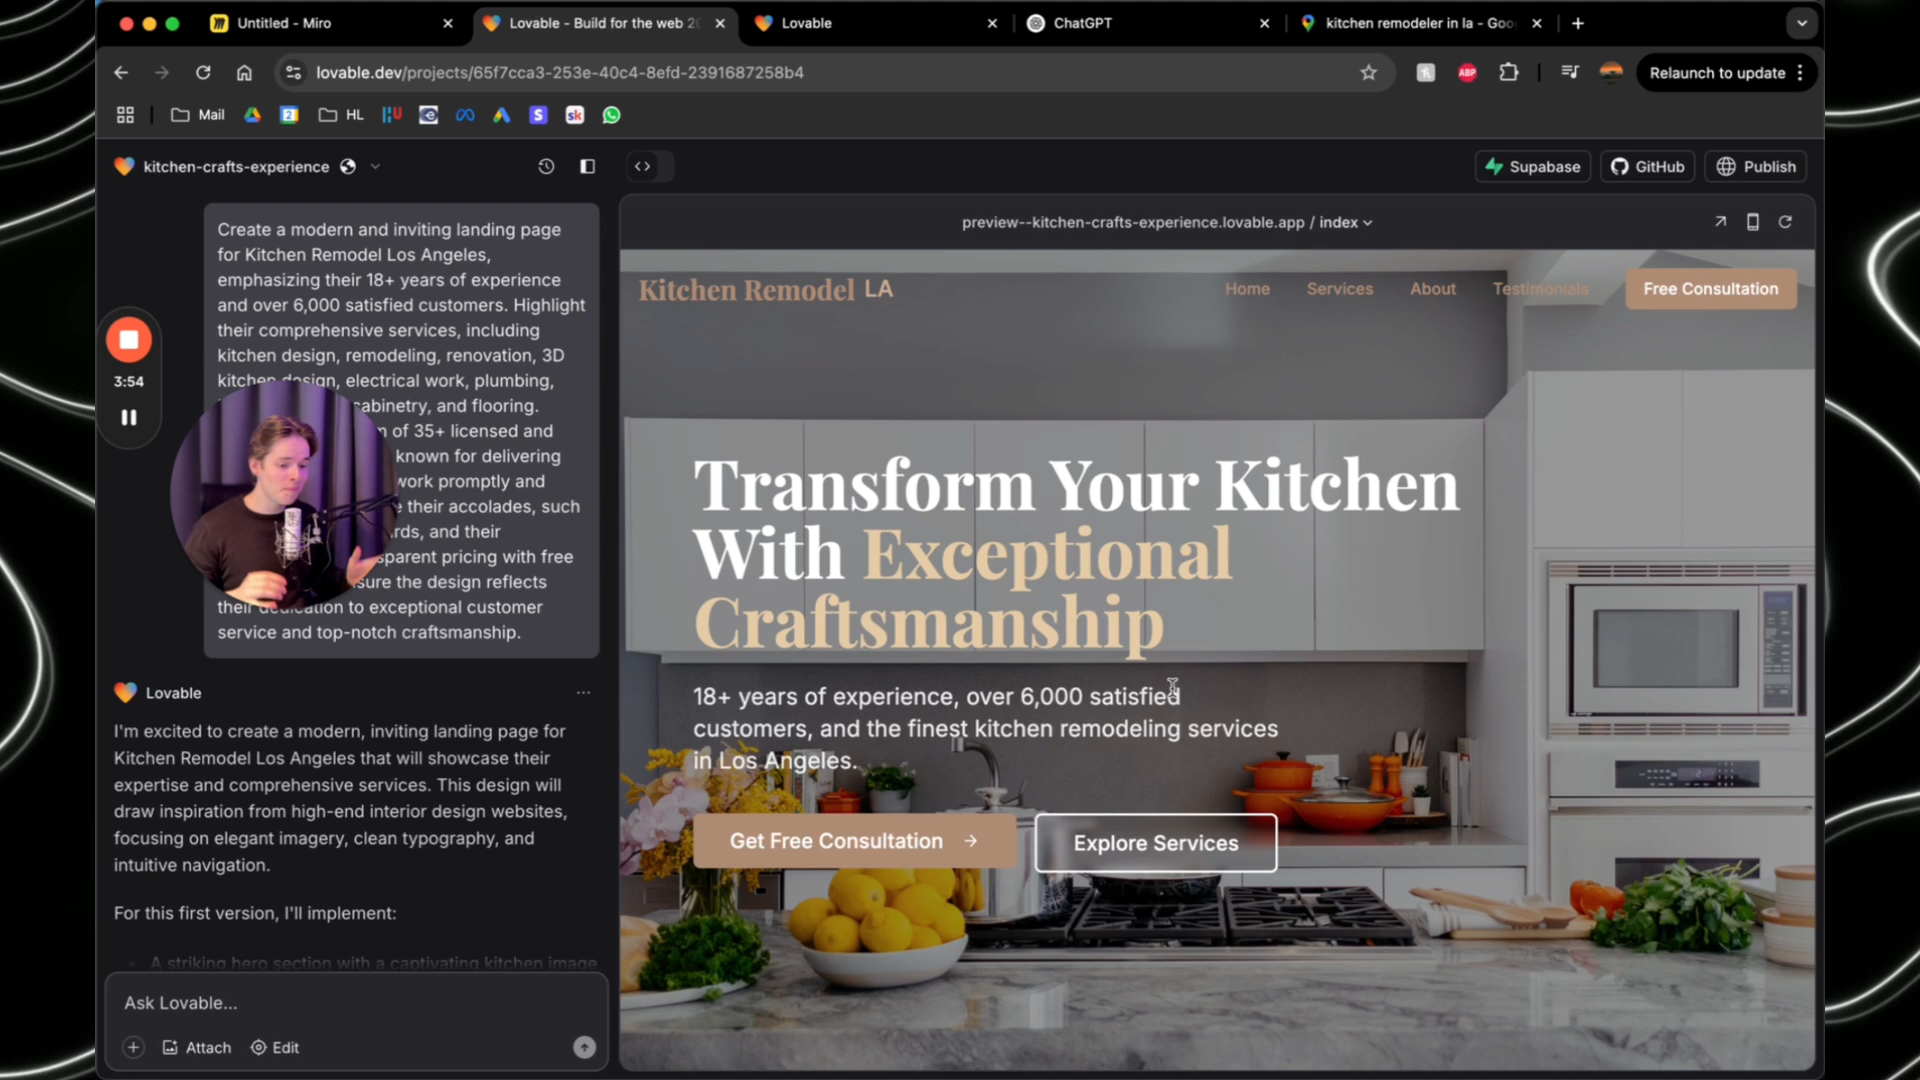 Untitled - Miro
Lovable - Build for the web 2
Lovable
ChatGPT
kitchen remodeler in la - Goo
lovable.dev/projects/65f7cca3-253e-40c4-8efd-2391687258b4
ABP
Relaunch to update
Mail
2
HL
S
sk
kitchen-crafts-experience
Supabase
GitHub
Publish
Create a modern and inviting landing page
for Kitchen Remodel Los Angeles,
emphasizing their 18+ years of experience
and over 6,000 satisfied customers. Highlight
their comprehensive services, including
kitchen design, remodeling, renovation, 3D
kitchen design, electrical work, plumbing,
cabinetry, and flooring.
of 35+ licensed and
known for delivering
work promptly and
their accolades, such
and their
pricing with free
the design reflects
their dedication to exceptional customer
service and top-notch craftsmanship.
3:54
Lovable
I'm excited to create a modern, inviting landing page for
Kitchen Remodel Los Angeles that will showcase their
expertise and comprehensive services. This design will
draw inspiration from high-end interior design websites,
focusing on elegant imagery, clean typography, and
intuitive navigation.
For this first version, I'll implement:
A striking hero section with a captivating kitchen image
Ask Lovable...
Attach
Edit
preview--kitchen-crafts-experience.lovable.app / index
Kitchen Remodel LA
Home
Services
About
Testimonials
Free Consultation
Transform Your Kitchen
With Exceptional
Craftsmanship
18+ years of experience, over 6,000 satisfied
customers, and the finest kitchen remodeling services
in Los Angeles.
Get Free Consultation →
Explore Services